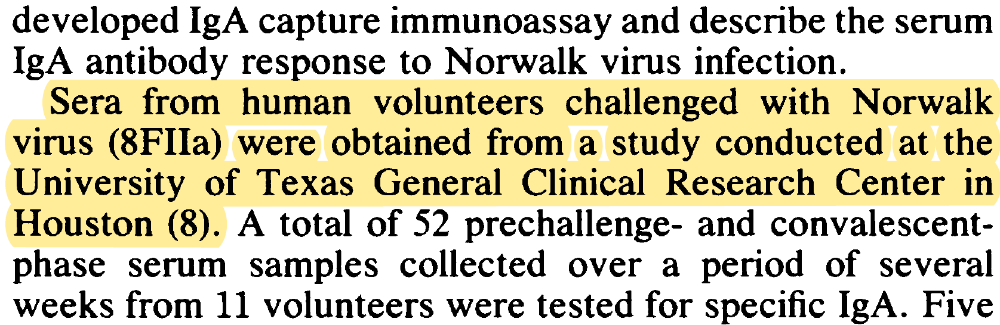 developed IgA capture immunoassay and describe the serum
IgA antibody response to Norwalk virus infection.
Sera from human volunteers challenged with Norwalk
virus (8FIIa) were obtained from a study conducted at the
University of Texas General Clinical Research Center in
Houston (8). A total of 52 prechallenge- and convalescent-
phase serum samples collected over a period of several
weeks from 11 volunteers were tested for specific IgA. Five